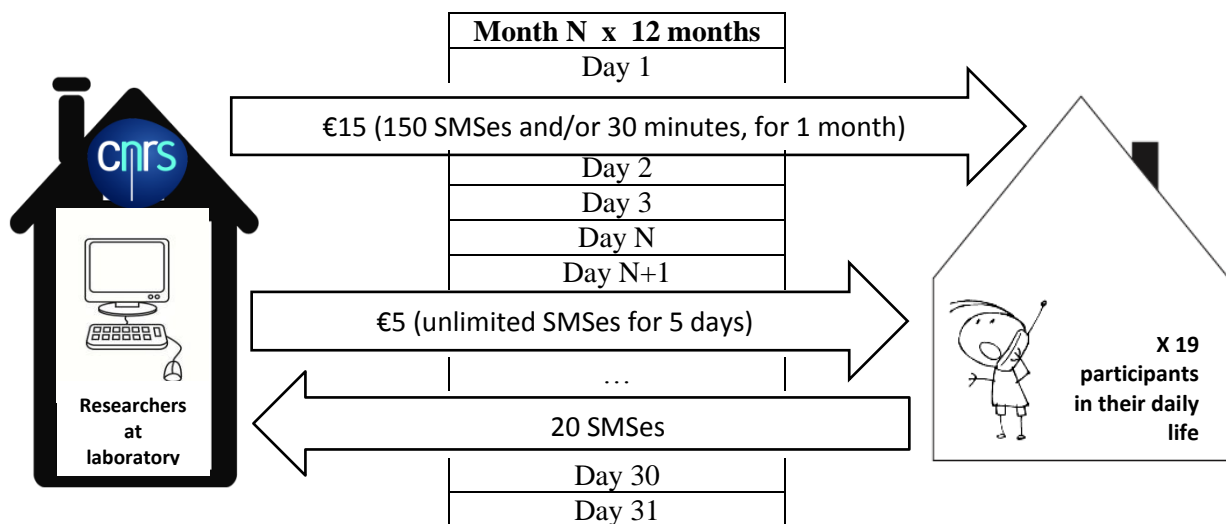 Month N x 12 months
Day 1
€15 (150 SMSes and/or 30 minutes, for 1 month)
cnrs
Day 2
Day 3
Day N
Day N+1
€5 (unlimited SMSes for 5 days)
...
20 SMSes
Day 30
Day 31
Researchers
at
laboratory
X 19
participants
in their daily
life